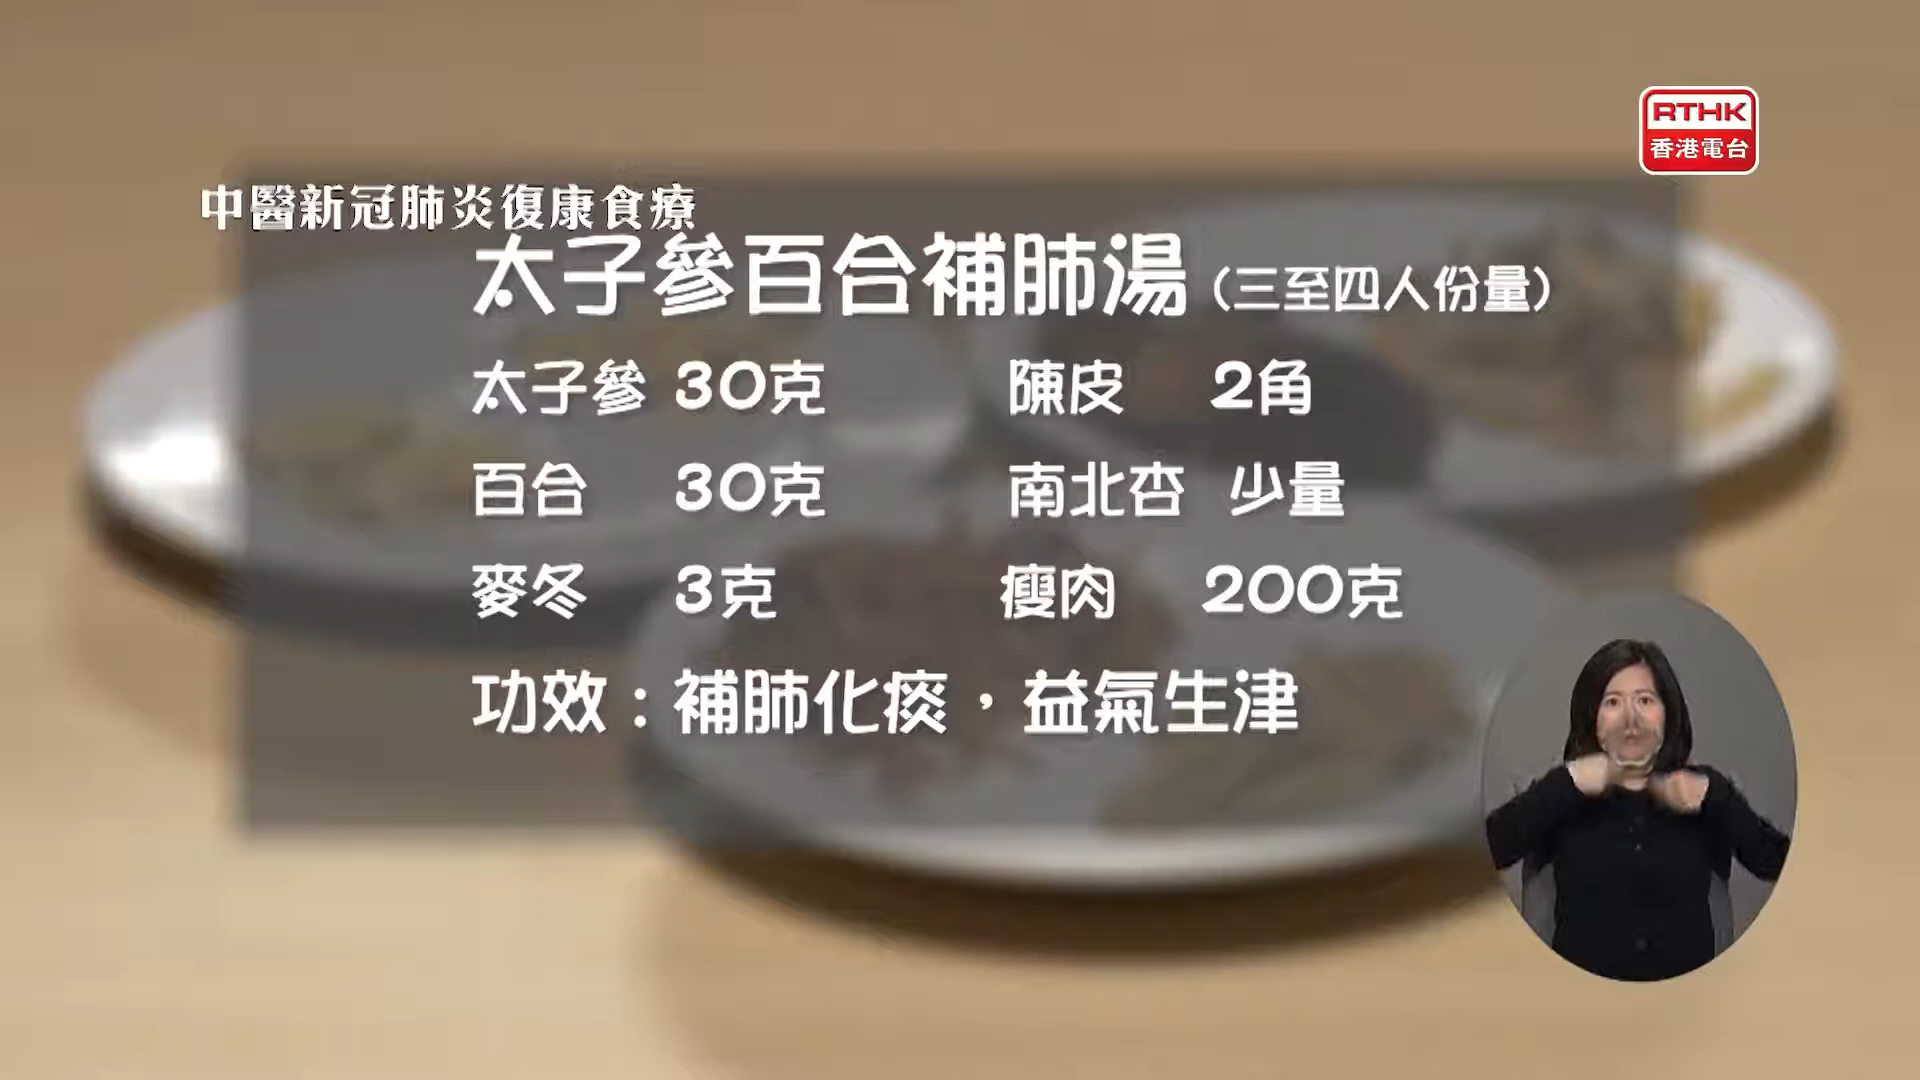 RTHK
香港電台
中醫新冠肺炎復康食療
太子參百合補肺湯（三至四人份量）
太子參 30克 陳皮 2角
百合 30克 南北杏 少量
麥冬 3克 瘦肉 200克
功效：補肺化痰，益氣生津